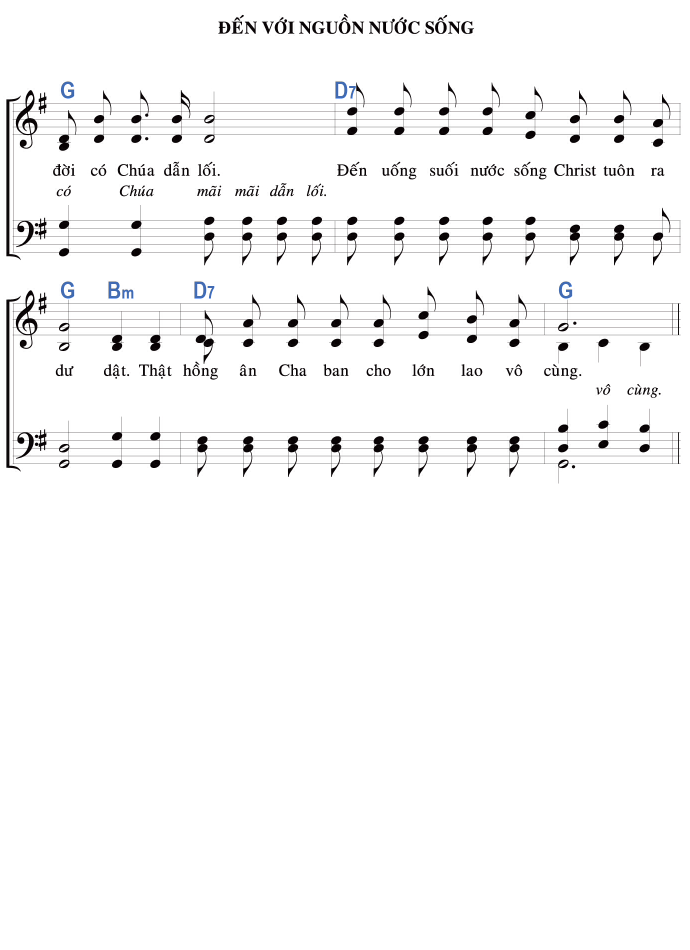 ĐẾN VỚI NGUỒN NƯỚC SỐNG
G D7
đời có Chúa dẫn lối. Đến uống suối nước sống Christ tuôn ra
có Chúa mãi mãi dẫn lối.
G Bm D7 G
dư dật. Thật hồng ân Cha ban cho lớn lao vô cùng.
vô cùng.